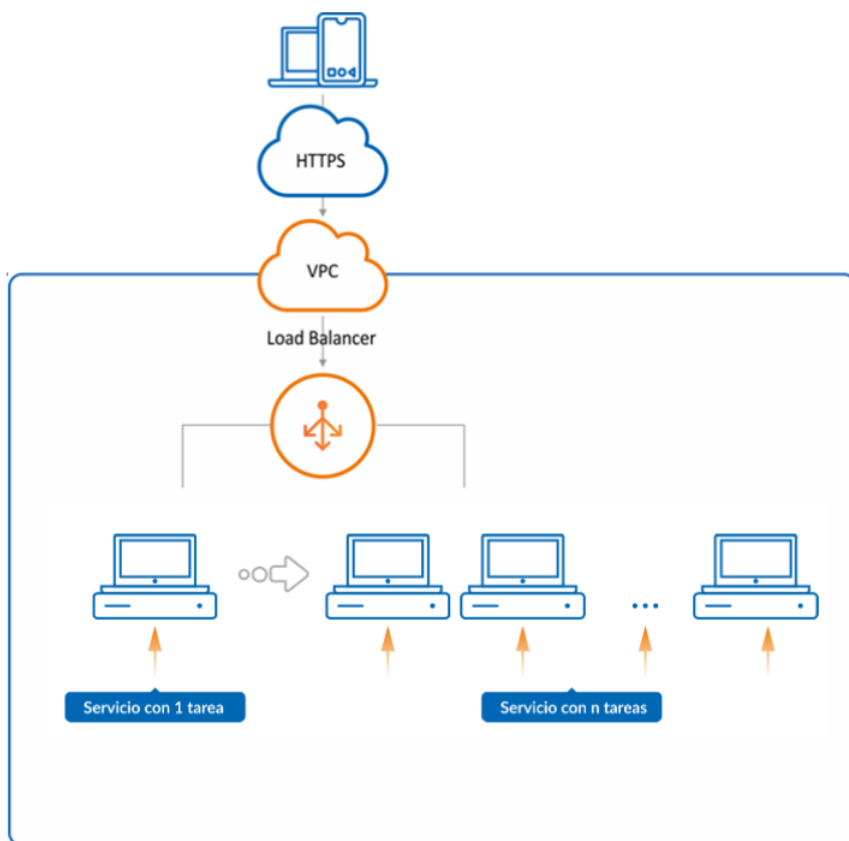 HTTPS
VPC
Load Balancer
...
Servicio con 1 tarea
Servicio con n tareas